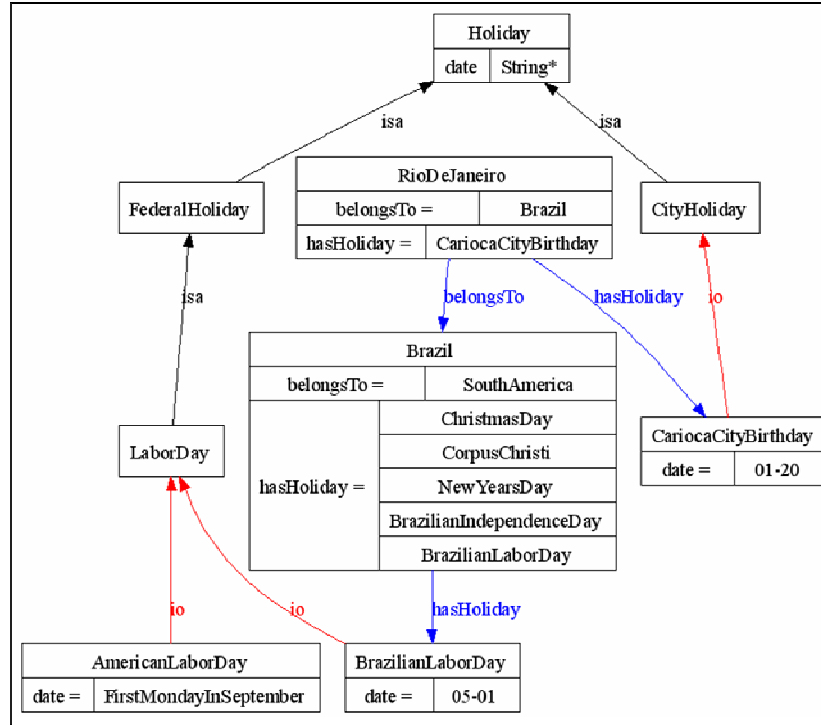 Holiday
date String*
isa isa
RioDeJaneiro
FederalHoliday belongsTo = Brazil CityHoliday
hasHoliday = CariocaCityBirthday
belongsTo hasHoliday io
isa
Brazil
belongsTo = SouthAmerica
ChristmasDay
LaborDay CorpusChristi CariocaCityBirthday
date = 01-20
hasHoliday = NewYearsDay
BrazilianIndependenceDay
BrazilianLaborDay
io io hasHoliday
AmericanLaborDay BrazilianLaborDay
date = FirstMondayInSeptember date = 05-01